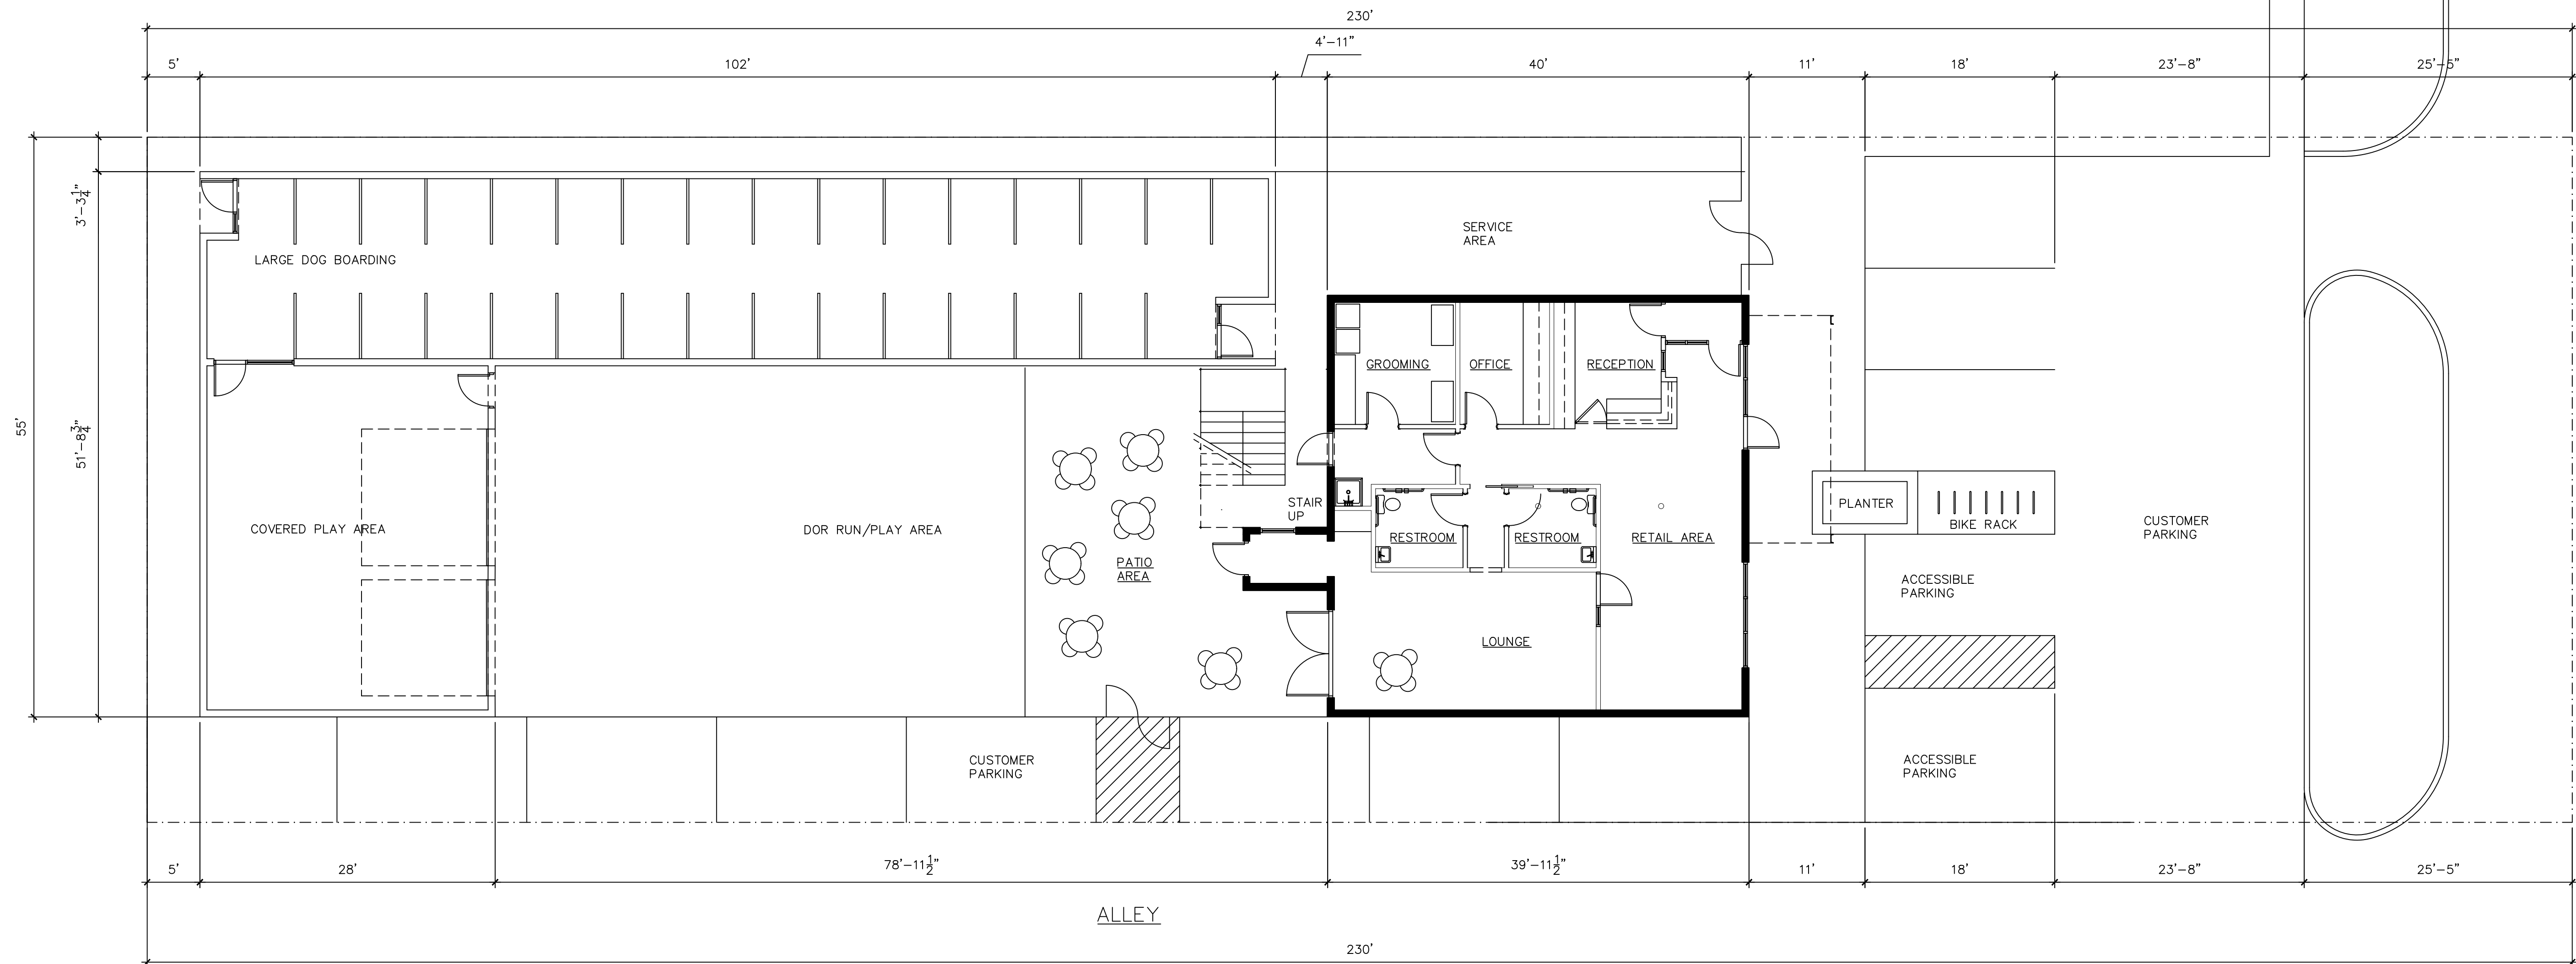 230'
4'-11"
5'
102'
40'
11'
18'
23'-8"
25'-5"
3'-3 1/4"
55'
51'-8 3/4"
SERVICE
AREA
LARGE DOG BOARDING
GROOMING
OFFICE
RECEPTION
STAIR
UP
PLANTER
BIKE RACK
COVERED PLAY AREA
DOR RUN/PLAY AREA
PATIO
AREA
RESTROOM
RESTROOM
RETAIL AREA
CUSTOMER
PARKING
ACCESSIBLE
PARKING
LOUNGE
CUSTOMER
PARKING
ACCESSIBLE
PARKING
5'
28'
78'-11 1/2"
39'-11 1/2"
11'
18'
23'-8"
25'-5"
ALLEY
230'